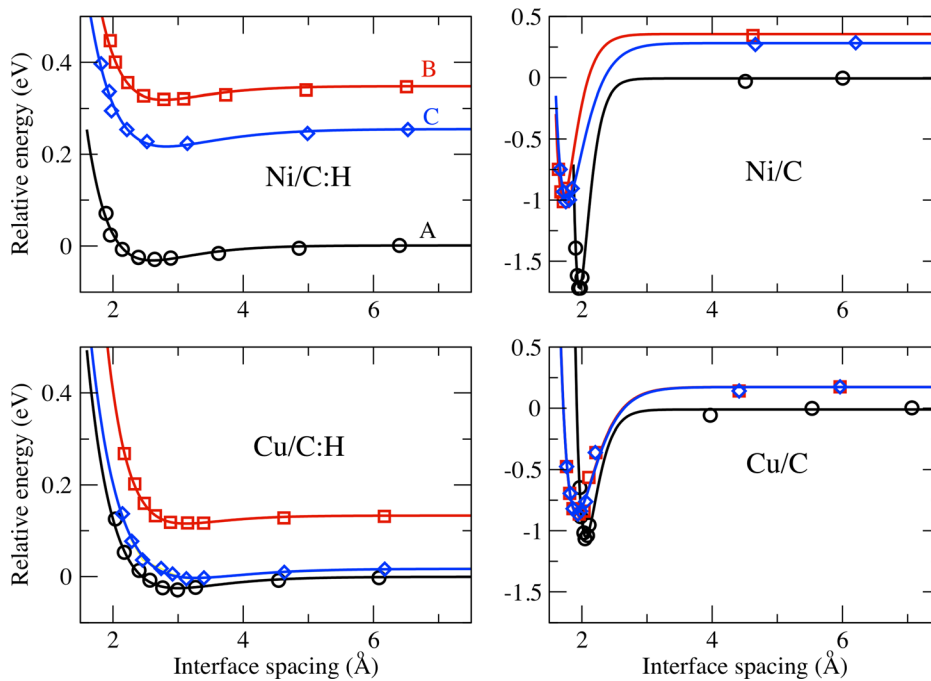 Relative energy (eV)
0.4
0.2
0
B
C
A
Ni/C:H
2
4
6
Relative energy (eV)
0.4
0.2
0
Cu/C:H
2
4
6
Interface spacing (Å)
0.5
0
-0.5
-1
-1.5
Ni/C
2
4
6
0.5
0
-0.5
-1
-1.5
Cu/C
2
4
6
Interface spacing (Å)